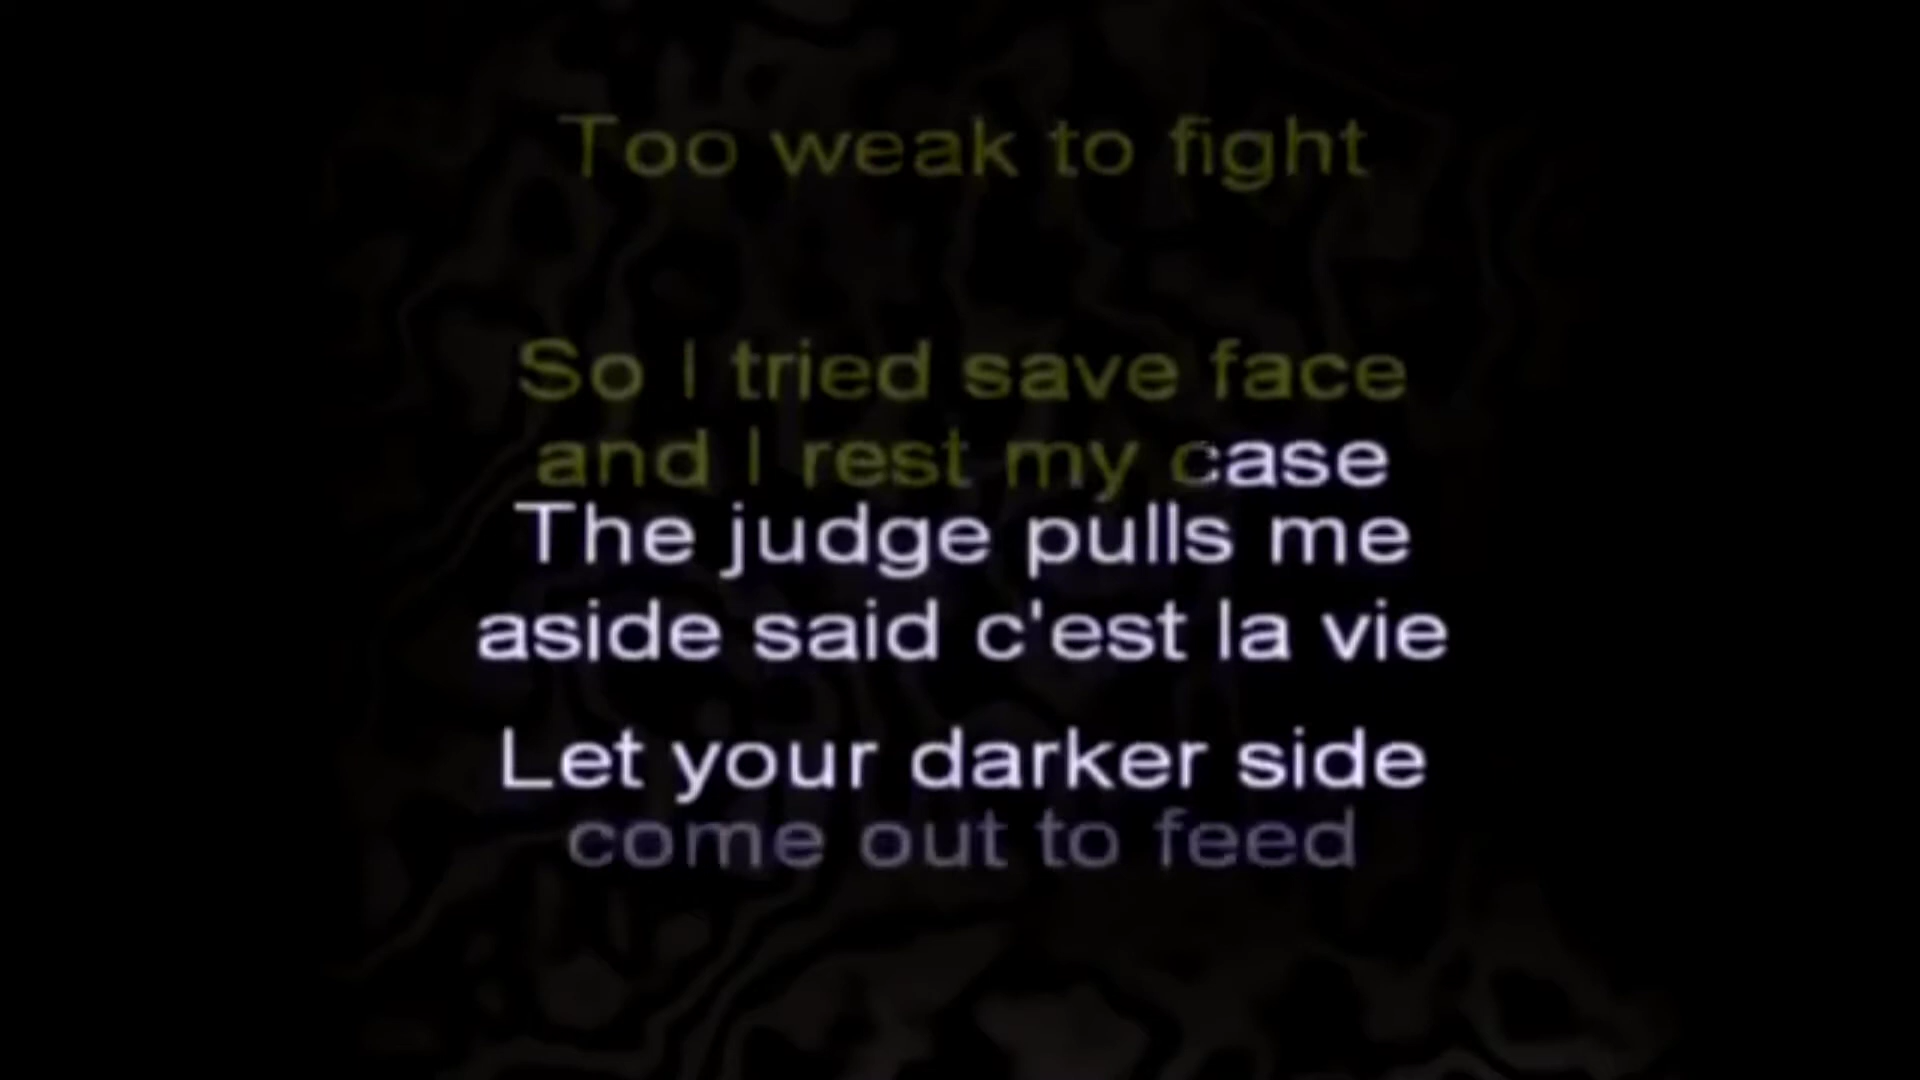 Too weak to fight
So I tried save face
and I rest my case
The judge pulls me
aside said c'est la vie
Let your darker side
come out to feed